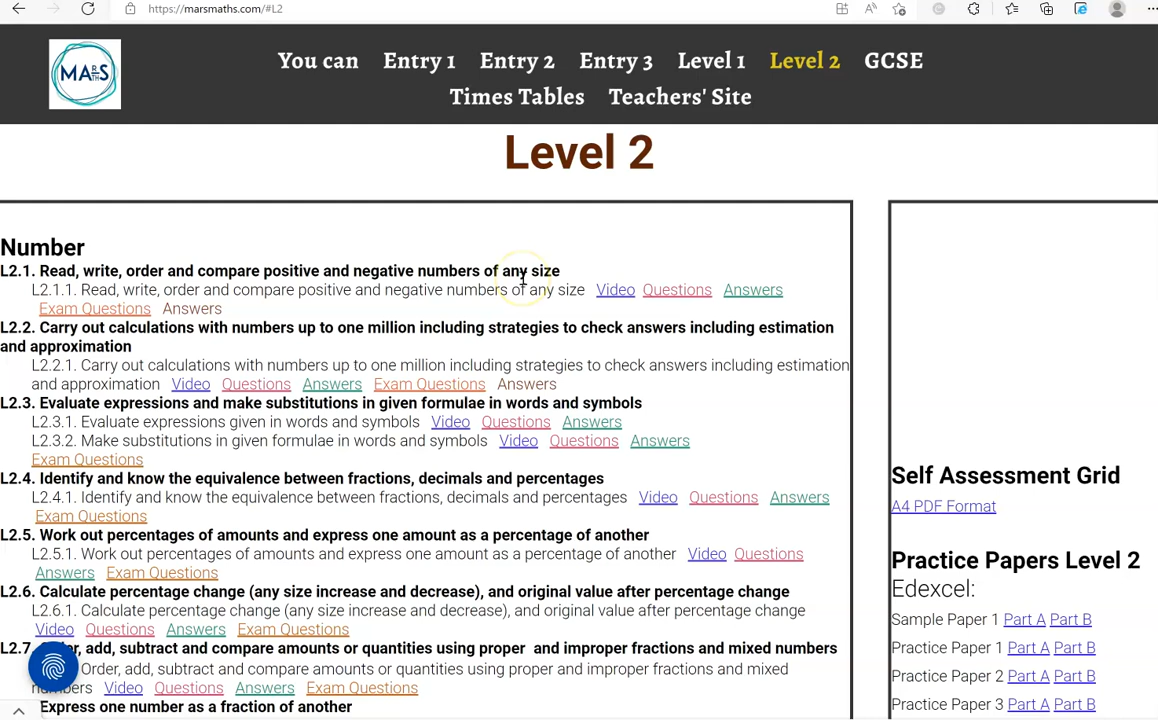 https://marsmaths.com/#L2
MARS
MATH
You can Entry 1 Entry 2 Entry 3 Level 1 Level 2 GCSE
Times Tables Teachers' Site
Level 2
Number
L2.1. Read, write, order and compare positive and negative numbers of any size
L2.1.1. Read, write, order and compare positive and negative numbers of any size Video Questions Answers
Exam Questions Answers
L2.2. Carry out calculations with numbers up to one million including strategies to check answers including estimation
and approximation
L2.2.1. Carry out calculations with numbers up to one million including strategies to check answers including estimation
and approximation Video Questions Answers Exam Questions Answers
L2.3. Evaluate expressions and make substitutions in given formulae in words and symbols
L2.3.1. Evaluate expressions given in words and symbols Video Questions Answers
L2.3.2. Make substitutions in given formulae in words and symbols Video Questions Answers
Exam Questions
L2.4. Identify and know the equivalence between fractions, decimals and percentages
L2.4.1. Identify and know the equivalence between fractions, decimals and percentages Video Questions Answers
Exam Questions
L2.5. Work out percentages of amounts and express one amount as a percentage of another
L2.5.1. Work out percentages of amounts and express one amount as a percentage of another Video Questions
Answers Exam Questions
L2.6. Calculate percentage change (any size increase and decrease), and original value after percentage change
L2.6.1. Calculate percentage change (any size increase and decrease), and original value after percentage change
Video Questions Answers Exam Questions
L2.7 add, subtract and compare amounts or quantities using proper and improper fractions and mixed numbers
Order, add, subtract and compare amounts or quantities using proper and improper fractions and mixed
numbers Video Questions Answers Exam Questions
Express one number as a fraction of another
Self Assessment Grid
A4 PDF Format
Practice Papers Level 2
Edexcel:
Sample Paper 1 Part A Part B
Practice Paper 1 Part A Part B
Practice Paper 2 Part A Part B
Practice Paper 3 Part A Part B